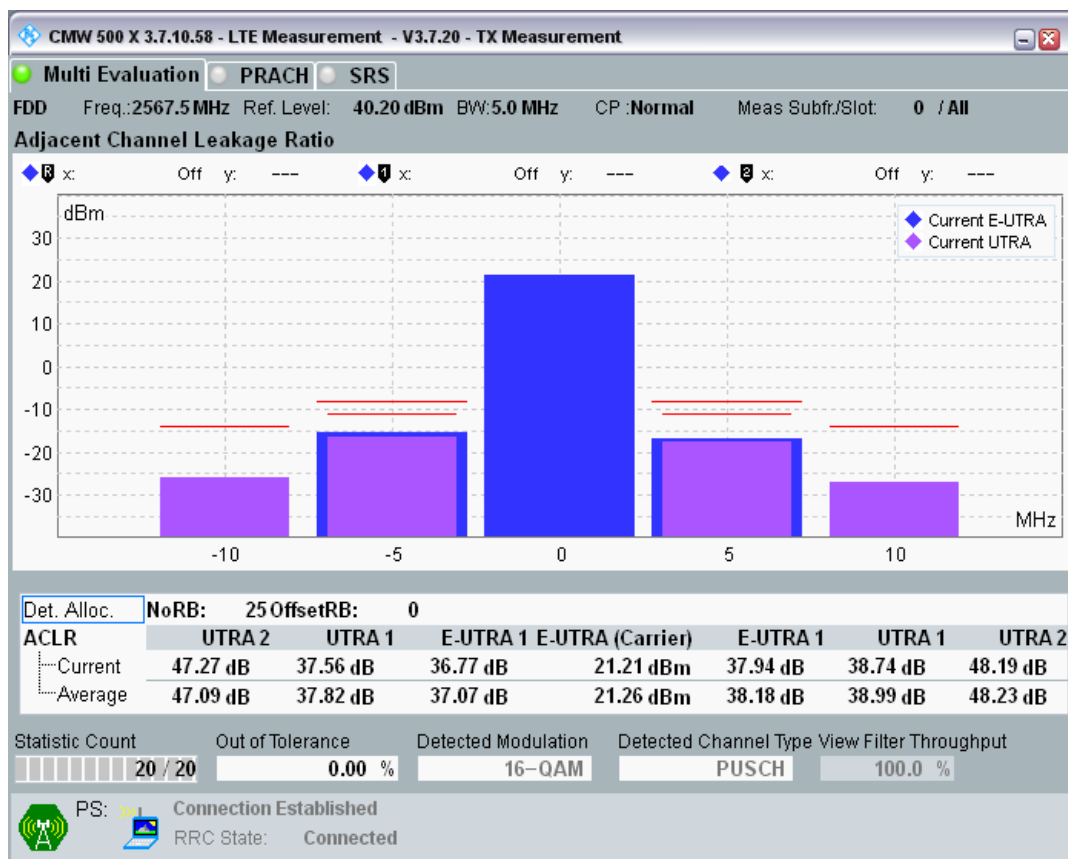 CMW 500 X 3.7.10.58 - LTE Measurement - V3.7.20 - TX Measurement
Multi Evaluation PRACH SRS
FDD Freq.:2567.5 MHz Ref. Level: 40.20 dBm BW:5.0 MHz CP :Normal Meas Subfr./Slot: 0 / All
Adjacent Channel Leakage Ratio
R x: Off y: --- 1 x: Off y: --- 2 x: Off y: ---
dBm
Current E-UTRA
Current UTRA
30
20
10
0
-10
-20
-30
MHz
-10 -5 0 5 10
Det. Alloc. NoRB: 25 OffsetRB: 0
ACLR UTRA 2 UTRA 1 E-UTRA 1 E-UTRA (Carrier) E-UTRA 1 UTRA 1 UTRA 2
Current 47.27 dB 37.56 dB 36.77 dB 21.21 dBm 37.94 dB 38.74 dB 48.19 dB
Average 47.09 dB 37.82 dB 37.07 dB 21.26 dBm 38.18 dB 38.99 dB 48.23 dB
Statistic Count Out of Tolerance Detected Modulation Detected Channel Type View Filter Throughput
20 / 20 0.00 % 16-QAM PUSCH 100.0 %
PS: Connection Established
RRC State: Connected